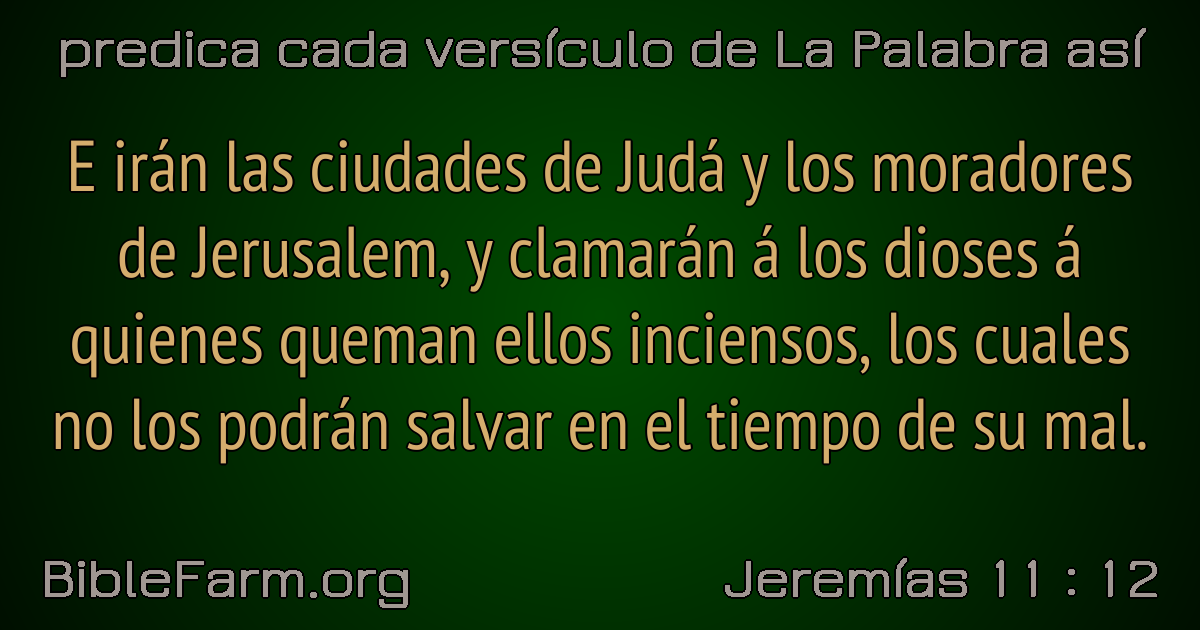 predica cada versículo de La Palabra así
E irán las ciudades de Judá y los moradores
de Jerusalem, y clamarán á los dioses á
quienes queman ellos inciensos, los cuales
no los podrán salvar en el tiempo de su mal.
BibleFarm.org
Jeremías 11 : 12